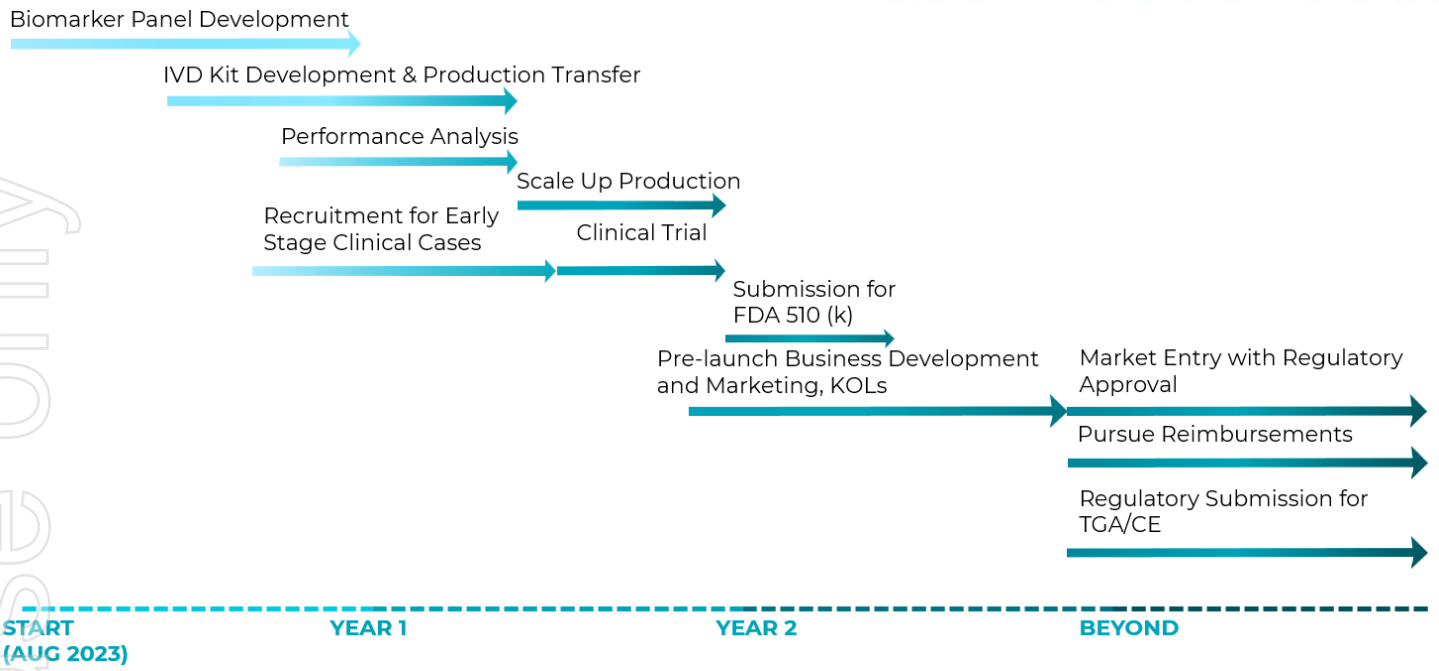 Biomarker Panel Development
IVD Kit Development & Production Transfer
Performance Analysis
Scale Up Production
Recruitment for Early
Stage Clinical Cases
Clinical Trial
Submission for
FDA 510 (k)
Pre-launch Business Development
and Marketing, KOLs
Market Entry with Regulatory
Approval
Pursue Reimbursements
Regulatory Submission for
TGA/CE
START
(AUG 2023)
YEAR 1
YEAR 2
BEYOND
se only